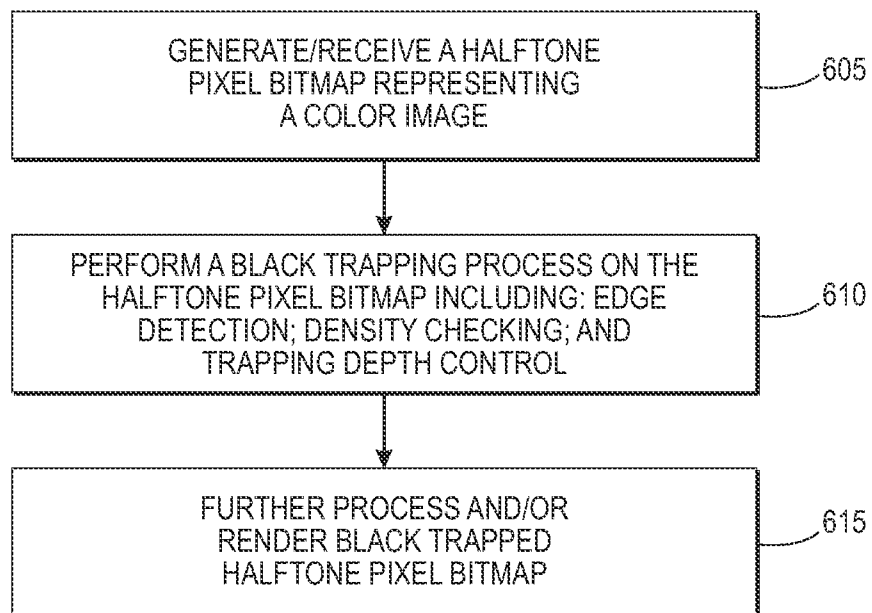 GENERATE/RECEIVE A HALFTONE
PIXEL BITMAP REPRESENTING
A COLOR IMAGE
605
PERFORM A BLACK TRAPPING PROCESS ON THE
HALFTONE PIXEL BITMAP INCLUDING: EDGE
DETECTION; DENSITY CHECKING; AND
TRAPPING DEPTH CONTROL
610
FURTHER PROCESS AND/OR
RENDER BLACK TRAPPED
HALFTONE PIXEL BITMAP
615